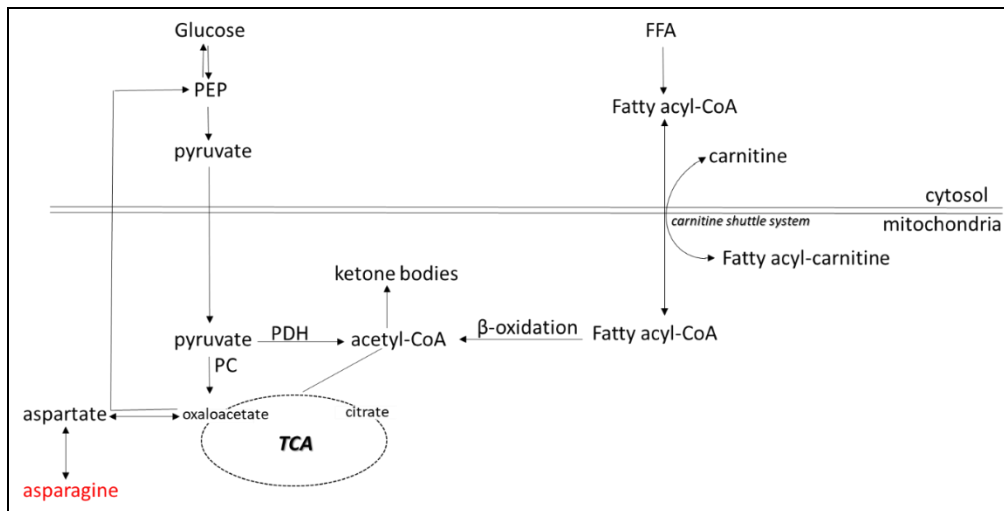 Glucose
FFA
PEP
Fatty acyl-CoA
pyruvate
carnitine
cytosol
carnitine shuttle system
mitochondria
Fatty acyl-carnitine
ketone bodies
pyruvate
PDH
acetyl-CoA
β-oxidation
Fatty acyl-CoA
PC
aspartate
oxaloacetate
citrate
TCA
asparagine